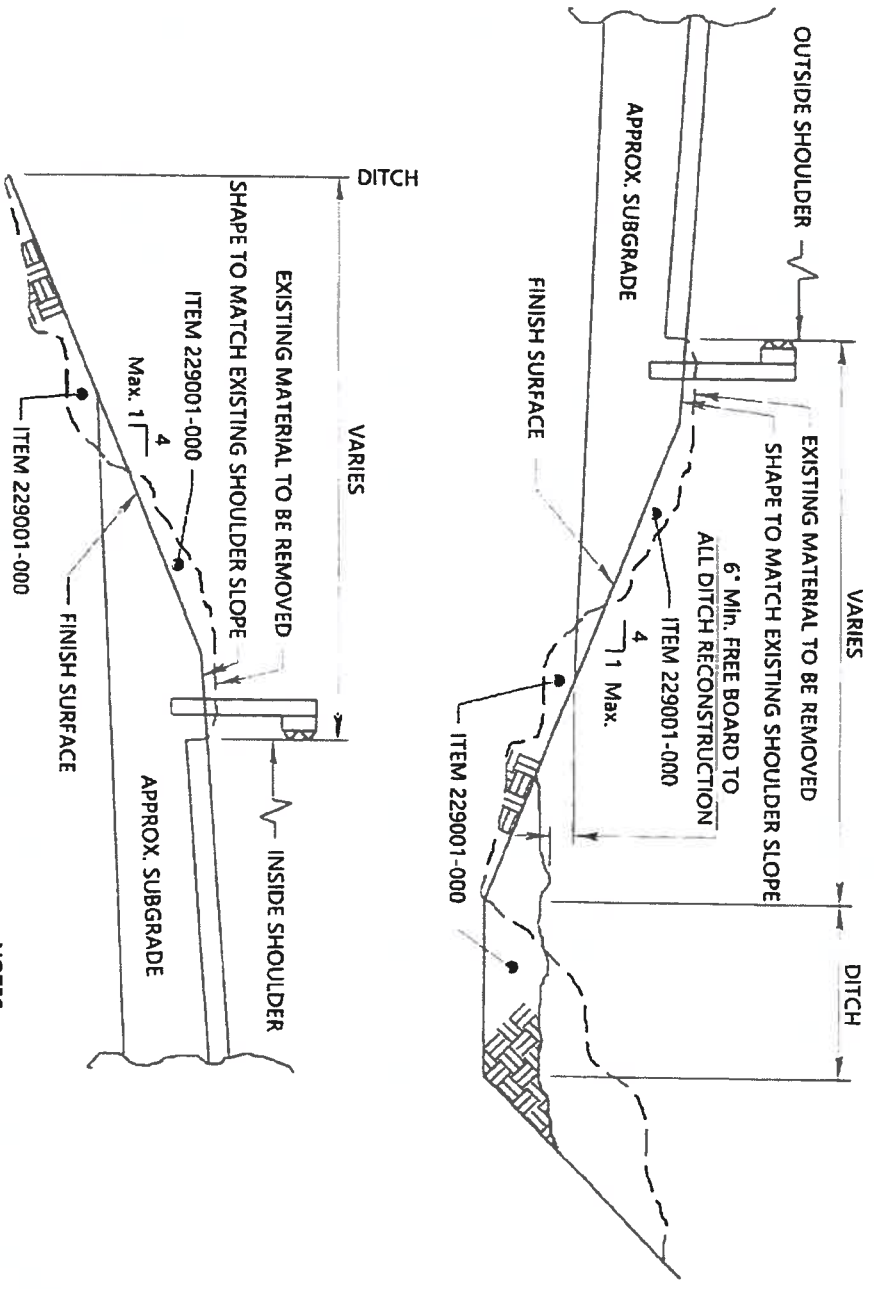 OUTSIDE SHOULDER
VARIES
DITCH
EXISTING MATERIAL TO BE REMOVED
SHAPE TO MATCH EXISTING SHOULDER SLOPE
6" Min. FREE BOARD TO
ALL DITCH RECONSTRUCTION
ITEM 229001-000
APPROX. SUBGRADE
FINISH SURFACE
4
1 Max.
ITEM 229001-000
DITCH
VARIES
EXISTING MATERIAL TO BE REMOVED
SHAPE TO MATCH EXISTING SHOULDER SLOPE
ITEM 229001-000
INSIDE SHOULDER
4
Max. 1
APPROX. SUBGRADE
FINISH SURFACE
ITEM 229001-000